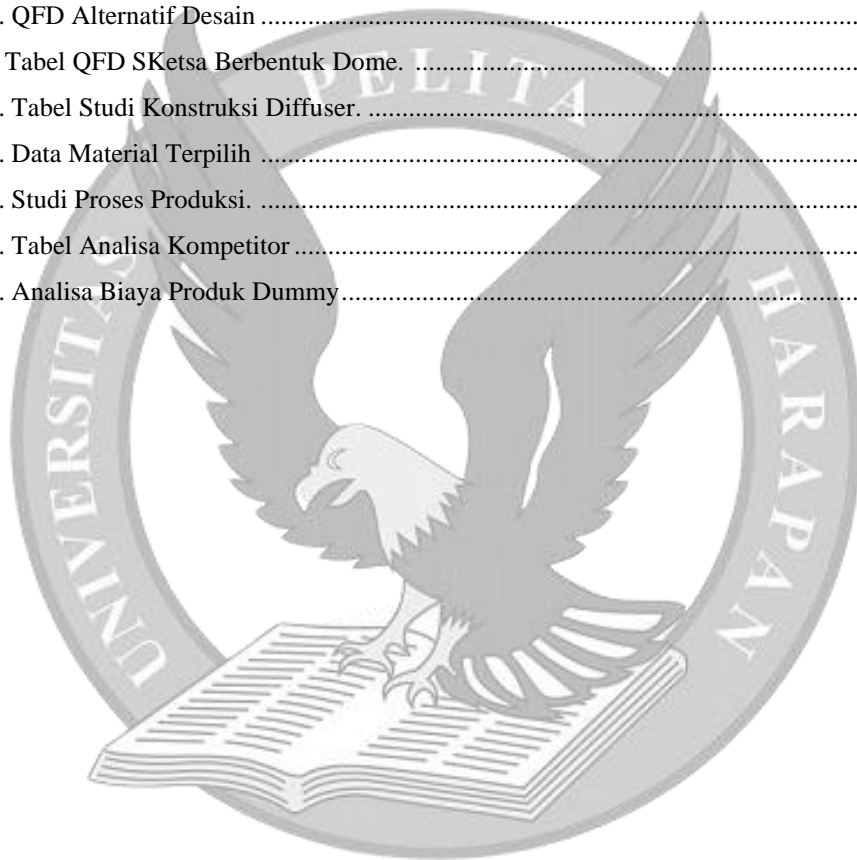 . QFD Alternatif Desain ........................................................................................
Tabel QFD SKetsa Berbentuk Dome. ..................................................................
. Tabel Studi Konstruksi Diffuser. .........................................................................
. Data Material Terpilih ........................................................................................
. Studi Proses Produksi. ........................................................................................
. Tabel Analisa Kompetitor ...................................................................................
. Analisa Biaya Produk Dummy............................................................................
UNIVERSITAS PELITA HARAPAN